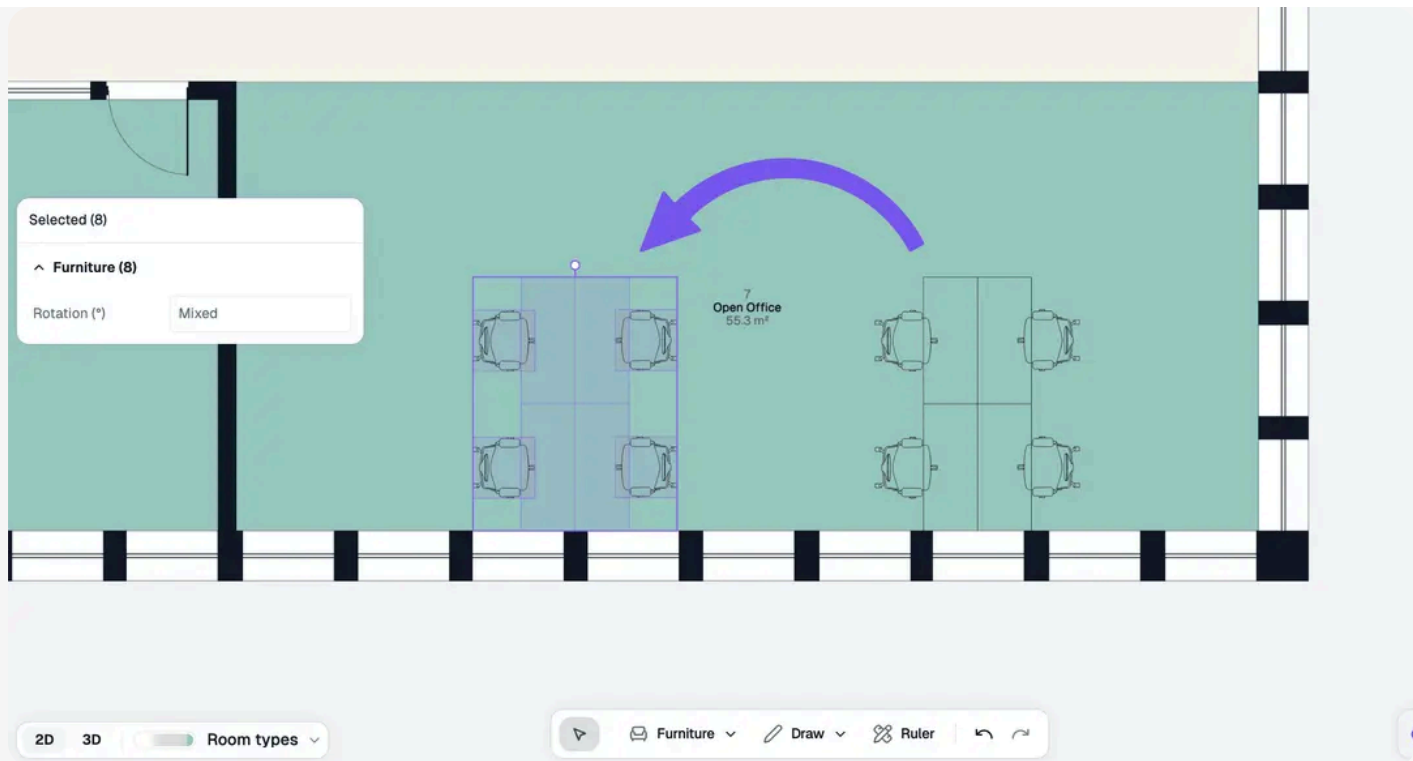 Selected (8)
Furniture (8)
Rotation (°)
Mixed
7
Open Office
55.3 m²
2D
3D
Room types
Furniture
Draw
Ruler